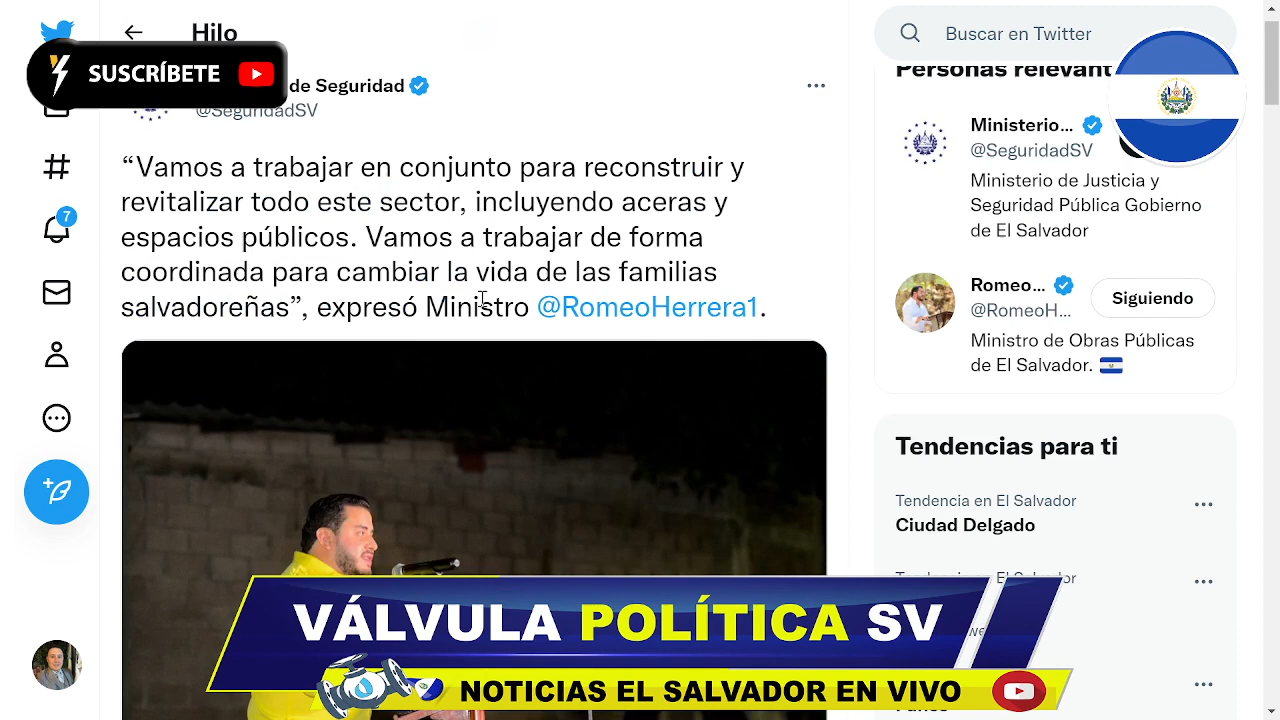 Hilo
SUSCRÍBETE
de Seguridad
@SeguridadSV
“Vamos a trabajar en conjunto para reconstruir y
revitalizar todo este sector, incluyendo aceras y
espacios públicos. Vamos a trabajar de forma
coordinada para cambiar la vida de las familias
salvadoreñas”, expresó Ministro @RomeoHerrera1.
7
Buscar en Twitter
Personas relevant
Ministerio...
@SeguridadSV
Ministerio de Justicia y
Seguridad Pública Gobierno
de El Salvador
Romeo...
@RomeoH...
Siguiendo
Ministro de Obras Públicas
de El Salvador.
Tendencias para ti
Tendencia en El Salvador
Ciudad Delgado
Tendencia en El Salvador
VÁLVULA POLÍTICA SV
NOTICIAS EL SALVADOR EN VIVO